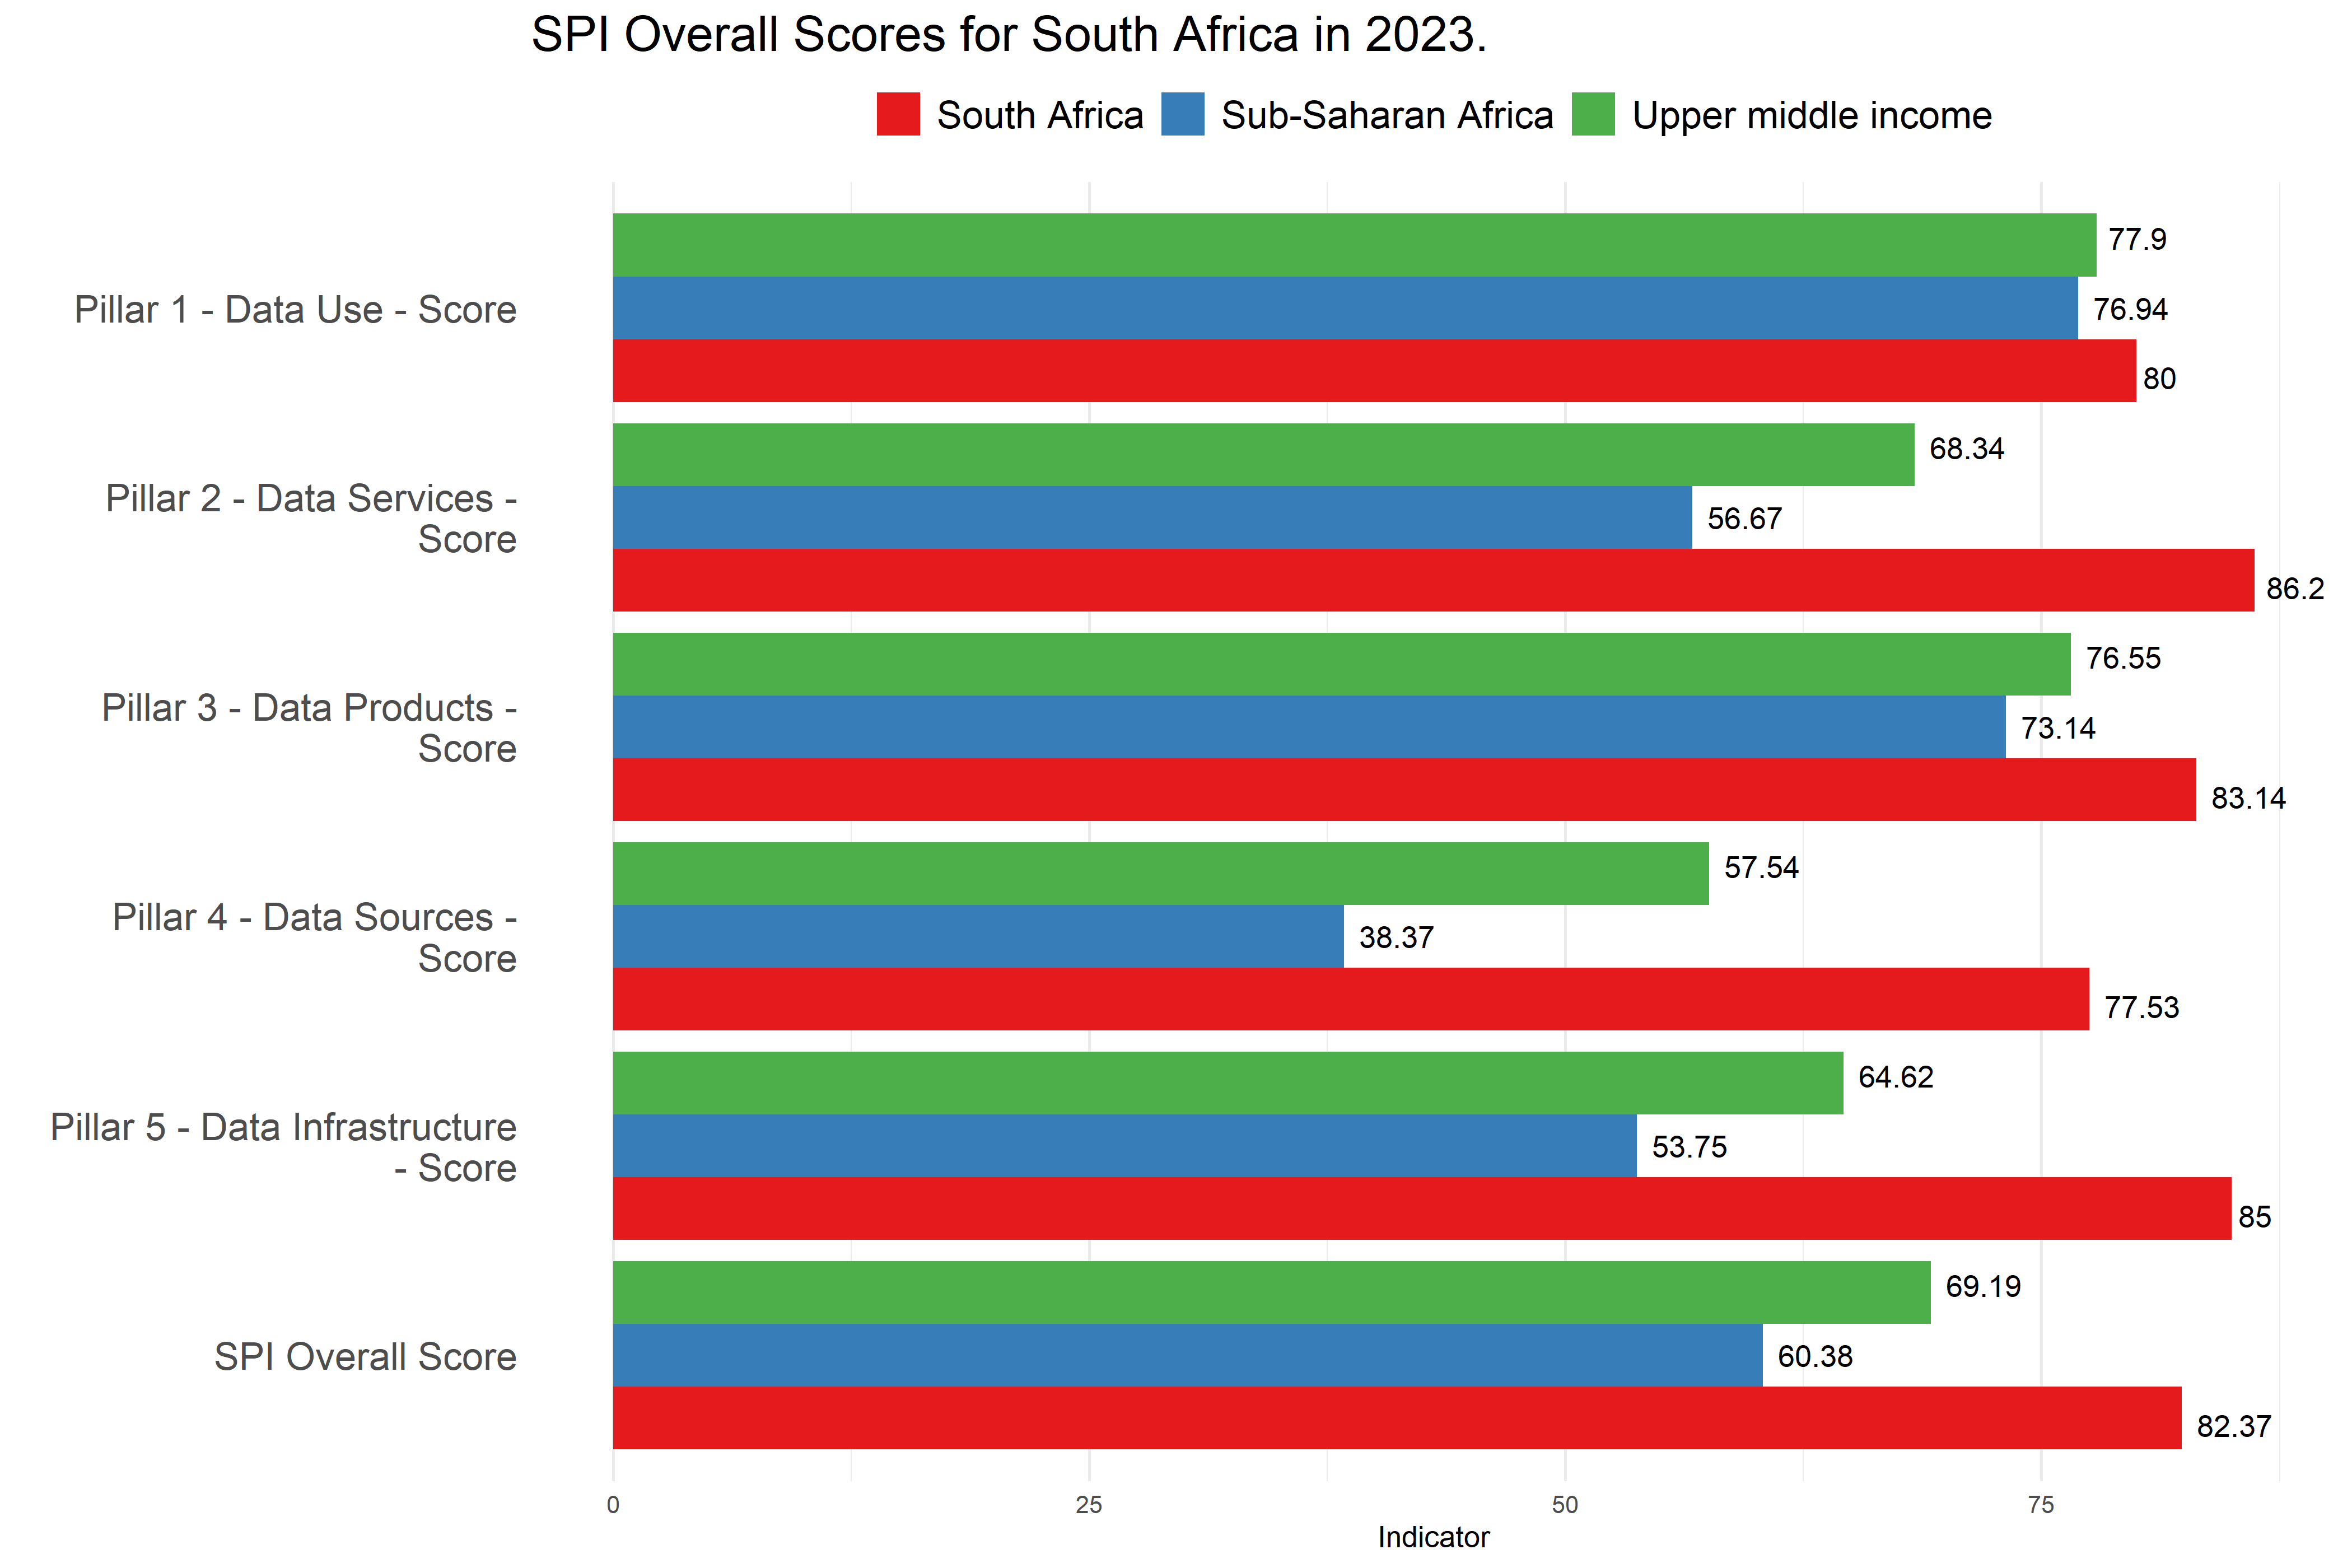 SPI Overall Scores for South Africa in 2023.
South Africa Sub-Saharan Africa Upper middle income
77.9
Pillar 1 - Data Use - Score
76.94
80
68.34
Pillar 2 - Data Services -
Score
56.67
86.2
76.55
Pillar 3 - Data Products -
Score
73.14
83.14
57.54
Pillar 4 - Data Sources -
Score
38.37
77.53
64.62
Pillar 5 - Data Infrastructure
- Score
53.75
85
69.19
SPI Overall Score
60.38
82.37
0 25 50 75
Indicator